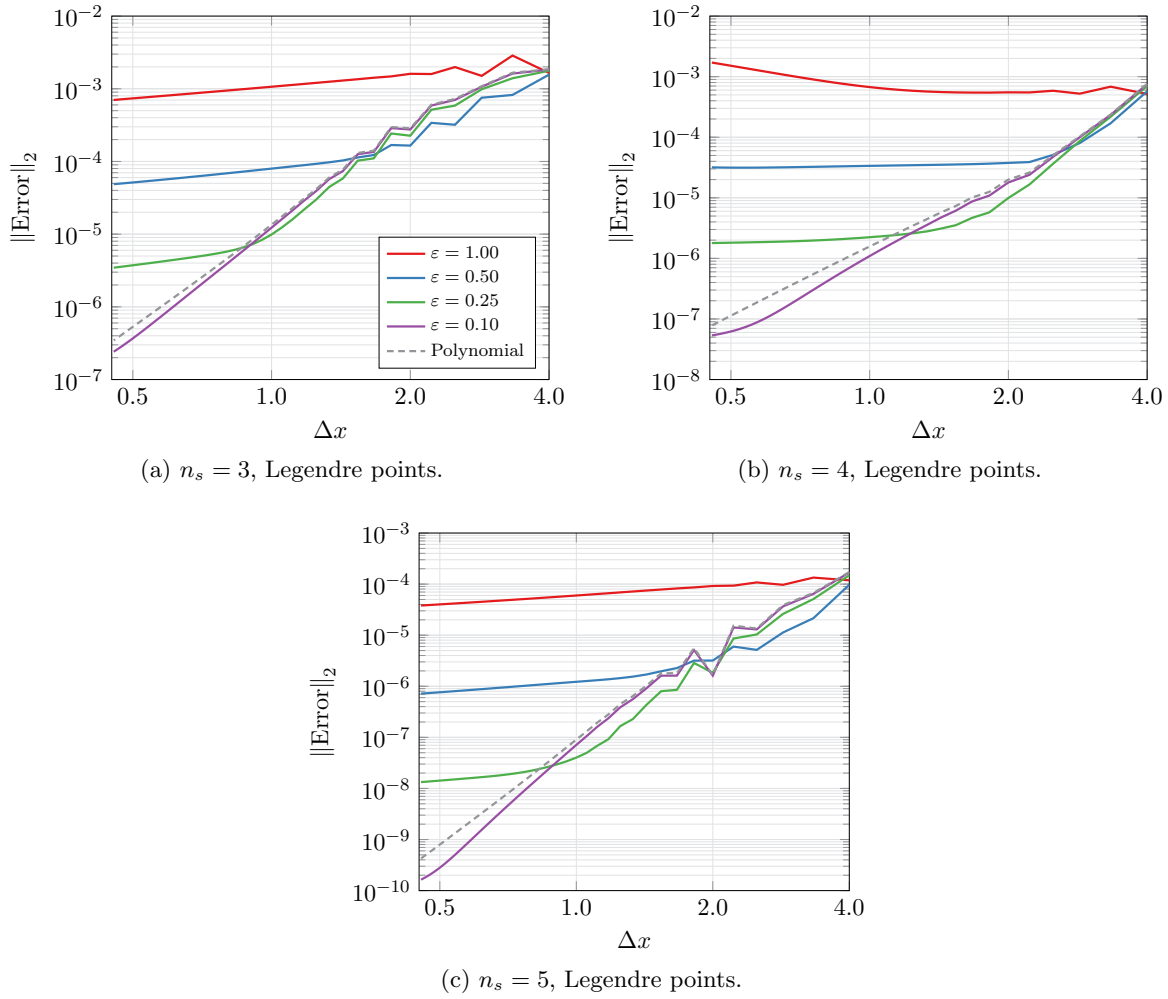 10⁻²
10⁻³
10⁻⁴
10⁻⁵
10⁻⁶
10⁻⁷
||Error||₂
0.5 1.0 2.0 4.0
Δx
ε = 1.00
ε = 0.50
ε = 0.25
ε = 0.10
Polynomial
(a) nₛ = 3, Legendre points.
10⁻²
10⁻³
10⁻⁴
10⁻⁵
10⁻⁶
10⁻⁷
10⁻⁸
||Error||₂
0.5 1.0 2.0 4.0
Δx
(b) nₛ = 4, Legendre points.
10⁻³
10⁻⁴
10⁻⁵
10⁻⁶
10⁻⁷
10⁻⁸
10⁻⁹
10⁻¹⁰
||Error||₂
0.5 1.0 2.0 4.0
Δx
(c) nₛ = 5, Legendre points.